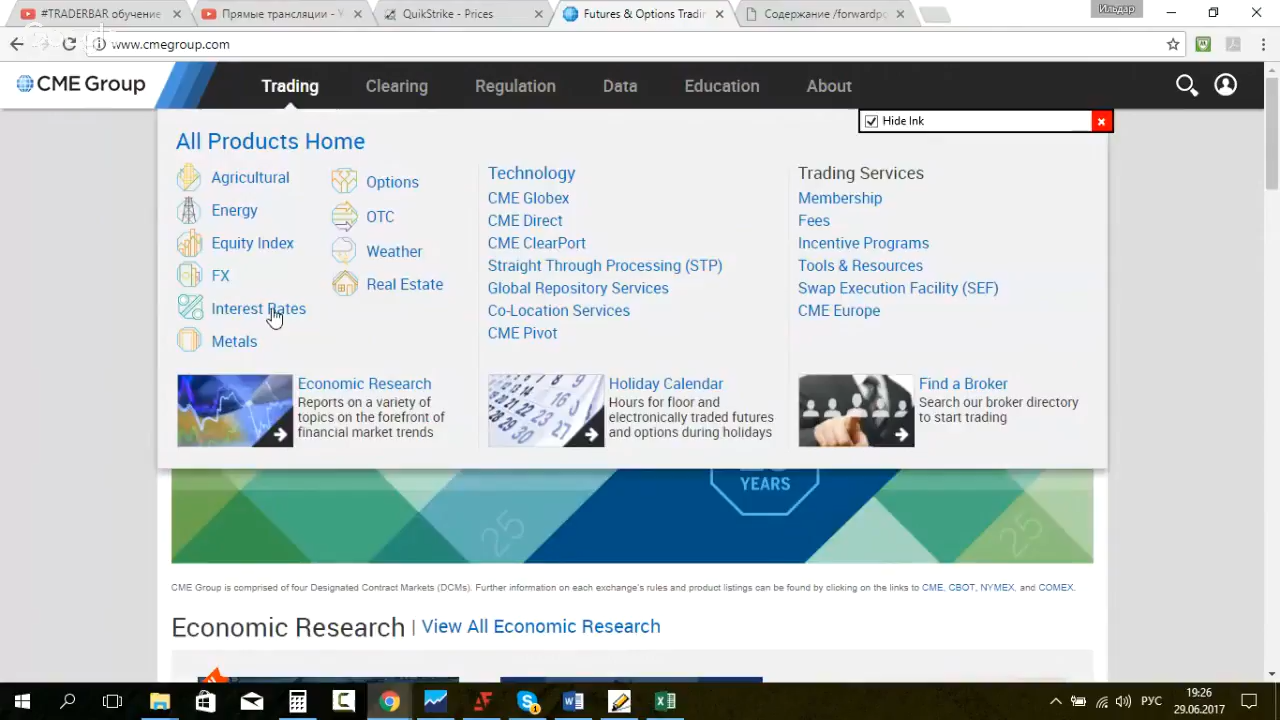 #TRADERBAR обучение
Прямые трансляции - Y
QuikStrike - Prices
Futures & Options Tradin
Содержание /forwardpo
Ильдар
www.cmegroup.com
CME Group
Trading
Clearing
Regulation
Data
Education
About
Hide Ink
All Products Home
Agricultural
Energy
Equity Index
FX
Interest Rates
Metals
Options
OTC
Weather
Real Estate
Technology
CME Globex
CME Direct
CME ClearPort
Straight Through Processing (STP)
Global Repository Services
Co-Location Services
CME Pivot
Trading Services
Membership
Fees
Incentive Programs
Tools & Resources
Swap Execution Facility (SEF)
CME Europe
Economic Research
Reports on a variety of
topics on the forefront of
financial market trends
Holiday Calendar
Hours for floor and
electronically traded futures
and options during holidays
Find a Broker
Search our broker directory
to start trading
YEARS
25
25
CME Group is comprised of four Designated Contract Markets (DCMs). Further information on each exchange's rules and product listings can be found by clicking on the links to CME, CBOT, NYMEX, and COMEX.
Economic Research | View All Economic Research
РУС
19:26
29.06.2017